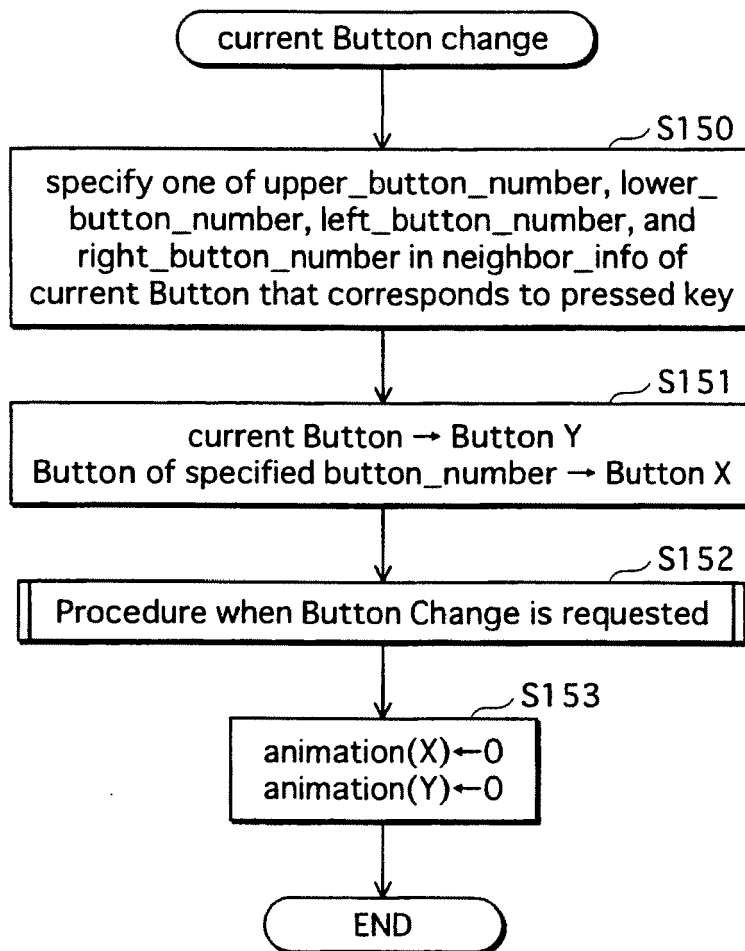 current Button change
S150
specify one of upper_button_number, lower_
button_number, left_button_number, and
right_button_number in neighbor_info of
current Button that corresponds to pressed key
S151
current Button → Button Y
Button of specified button_number → Button X
S152
Procedure when Button Change is requested
S153
animation(X)←0
animation(Y)←0
END